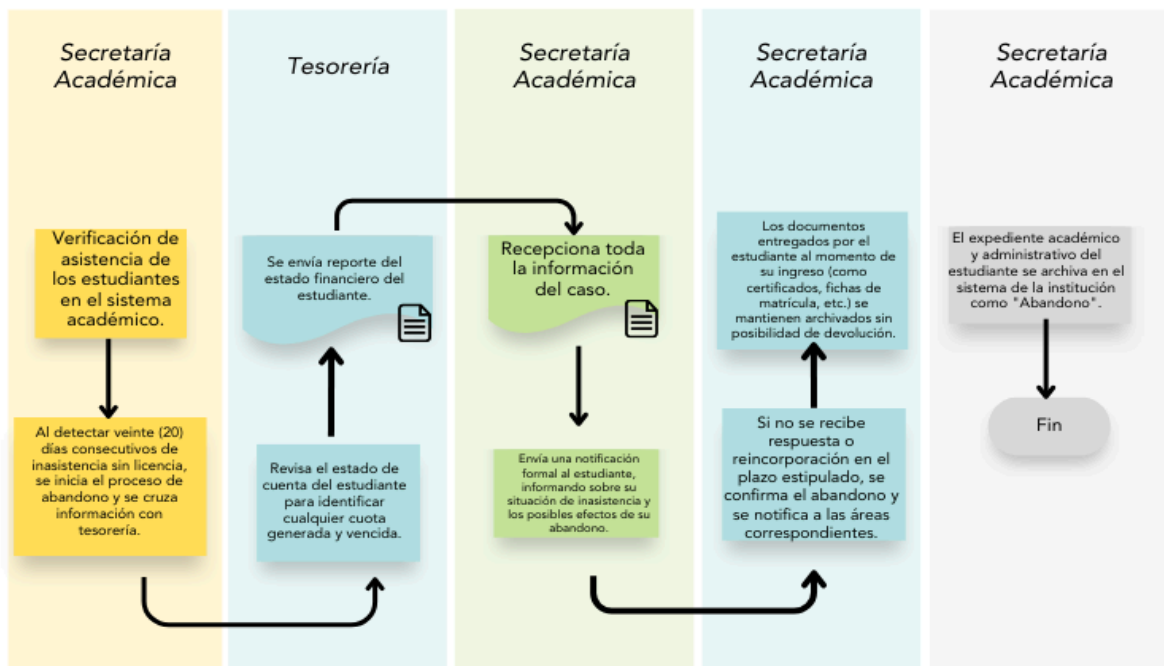 Secretaría
Académica
Tesorería
Secretaría
Académica
Secretaría
Académica
Secretaría
Académica
Verificación de
asistencia de
los estudiantes
en el sistema
académico.
Al detectar veinte (20)
días consecutivos de
inasistencia sin licencia,
se inicia el proceso de
abandono y se cruza
información con
tesorería.
Revisa el estado de
cuenta del estudiante
para identificar
cualquier cuota
generada y vencida.
Se envía reporte del
estado financiero del
estudiante.
Recepciona toda
la información
del caso.
Envía una notificación
formal al estudiante,
informando sobre su
situación de inasistencia y
los posibles efectos de su
abandono.
Si no se recibe
respuesta o
reincorporación en el
plazo estipulado, se
confirma el abandono y
se notifica a las áreas
correspondientes.
Los documentos
entregados por el
estudiante al momento de
su ingreso (como
certificados, fichas de
matrícula, etc.) se
mantienen archivados sin
posibilidad de devolución.
El expediente académico
y administrativo del
estudiante se archiva en el
sistema de la institución
como "Abandono".
Fin